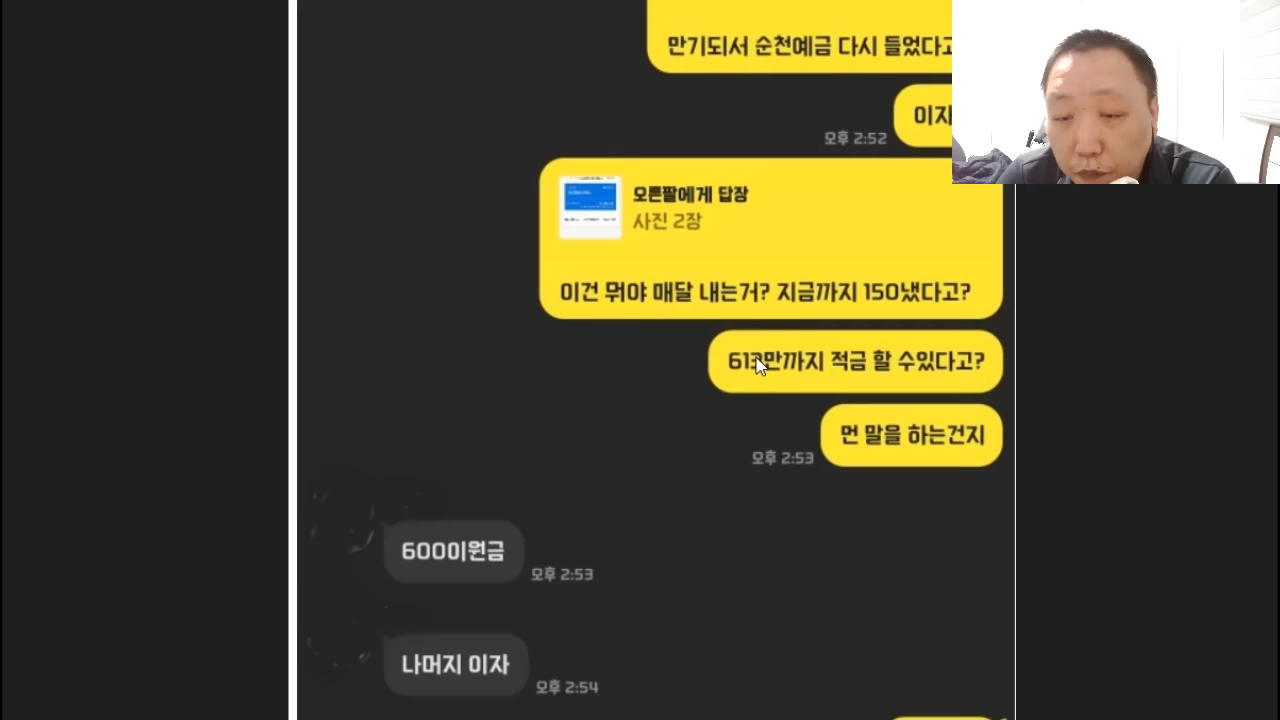 만기되서 순천예금 다시 들었다고
이자
오후 2:52
오른팔에게 답장
사진 2장
이건 뭐야 매달 내는거? 지금까지 150냈다고?
613만까지 적금 할 수있다고?
먼 말을 하는건지
오후 2:53
600이원금
오후 2:53
나머지 이자
오후 2:54